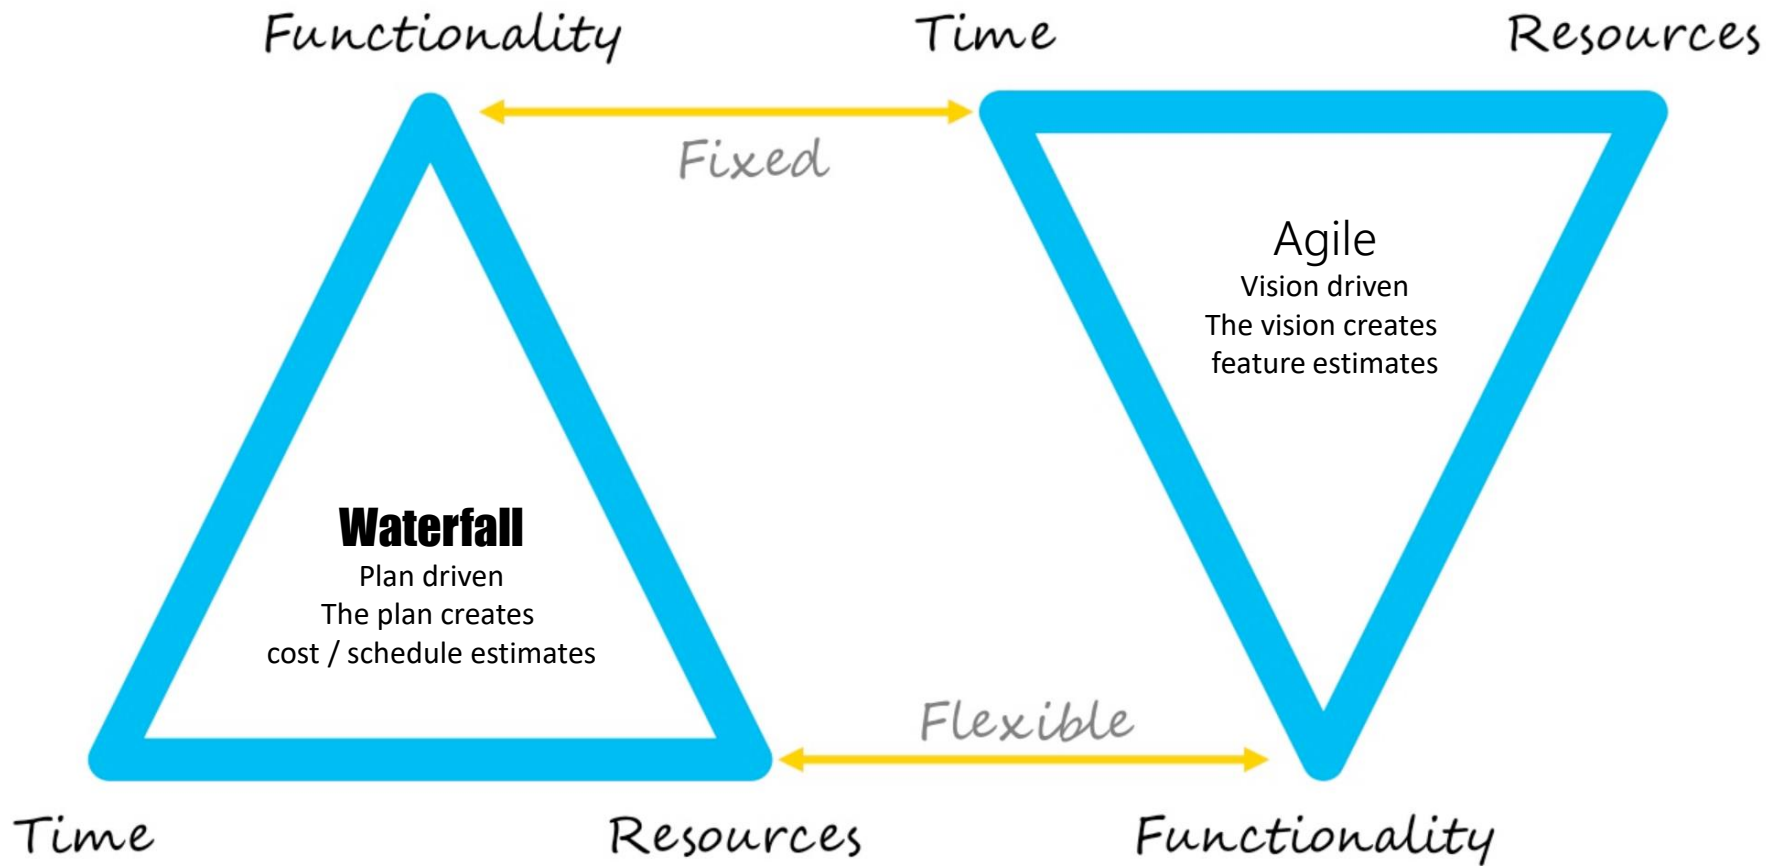 Functionality
Time
Resources
Fixed
Agile
Vision driven
The vision creates
feature estimates
Waterfall
Plan driven
The plan creates
cost / schedule estimates
Flexible
Time
Resources
Functionality